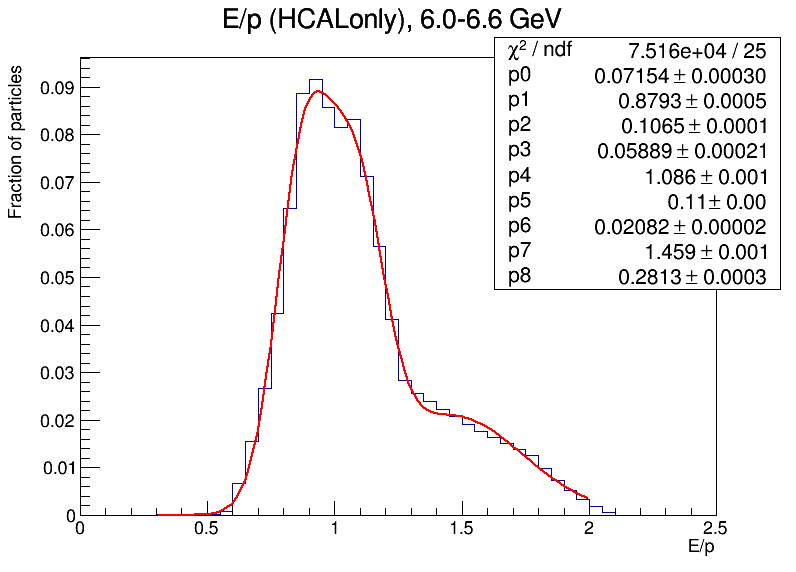 E/p (HCALonly), 6.0-6.6 GeV
χ² / ndf 7.516e+04 / 25
p0 0.07154 ± 0.00030
p1 0.8793 ± 0.0005
p2 0.1065 ± 0.0001
p3 0.05889 ± 0.00021
p4 1.086 ± 0.001
p5 0.11 ± 0.00
p6 0.02082 ± 0.00002
p7 1.459 ± 0.001
p8 0.2813 ± 0.0003
Fraction of particles
0.09
0.08
0.07
0.06
0.05
0.04
0.03
0.02
0.01
0
0 0.5 1 1.5 2 2.5
E/p